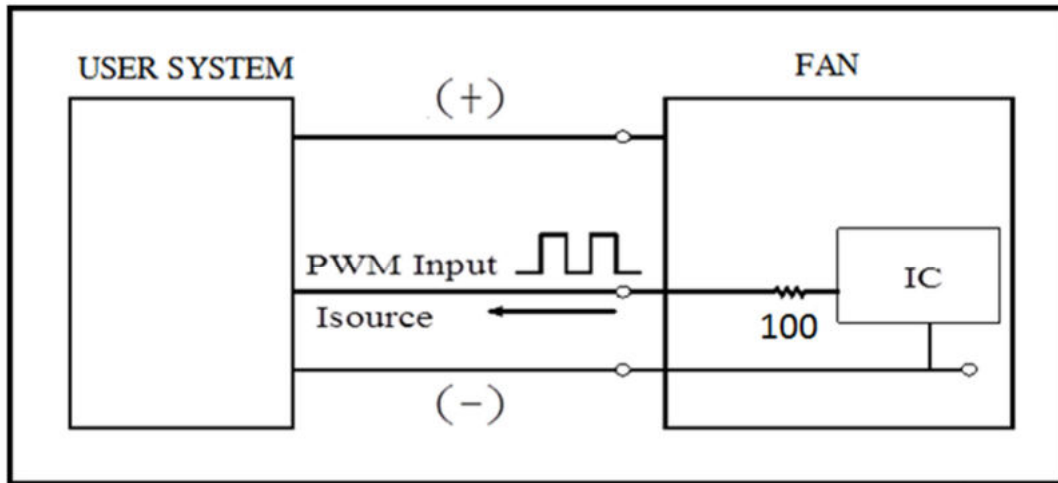 USER SYSTEM
FAN
(+)
PWM Input
IC
Isource
100
(-)